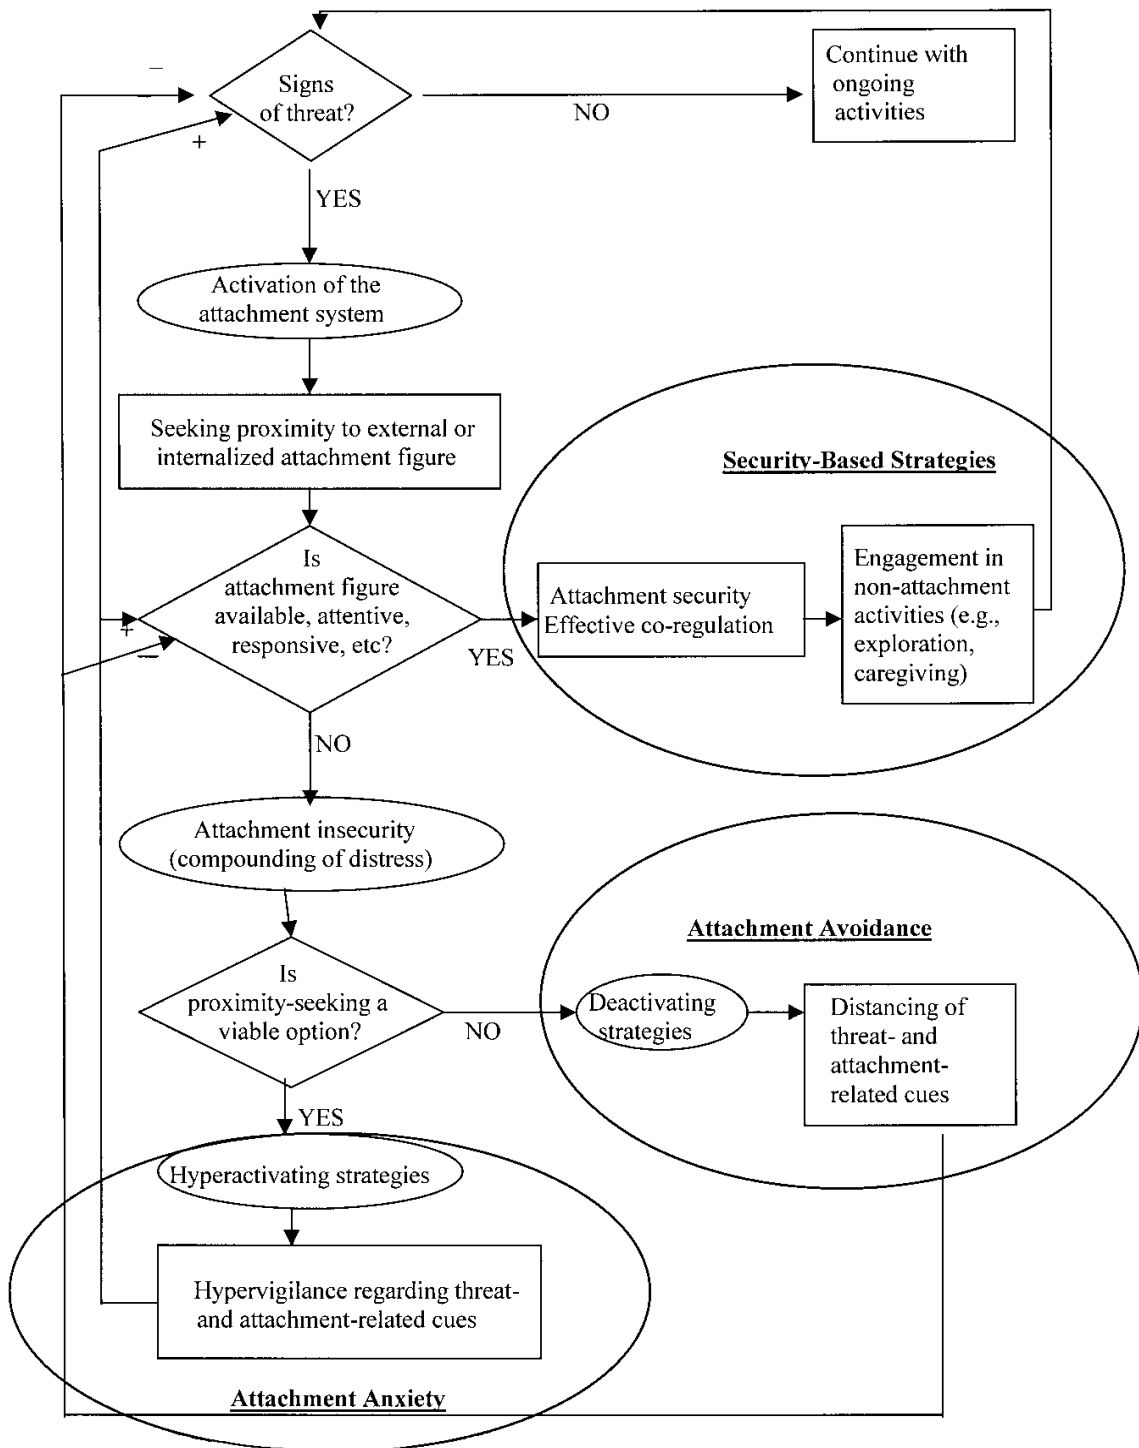 Signs
of threat?
−
+
NO
Continue with
ongoing
activities
YES
Activation of the
attachment system
Seeking proximity to external or
internalized attachment figure
Is
attachment figure
available, attentive,
responsive, etc?
+
−
YES
Security-Based Strategies
Attachment security
Effective co-regulation
Engagement in
non-attachment
activities (e.g.,
exploration,
caregiving)
NO
Attachment insecurity
(compounding of distress)
Is
proximity-seeking a
viable option?
NO
Attachment Avoidance
Deactivating
strategies
Distancing of
threat- and
attachment-
related cues
YES
Hyperactivating strategies
Hypervigilance regarding threat-
and attachment-related cues
Attachment Anxiety